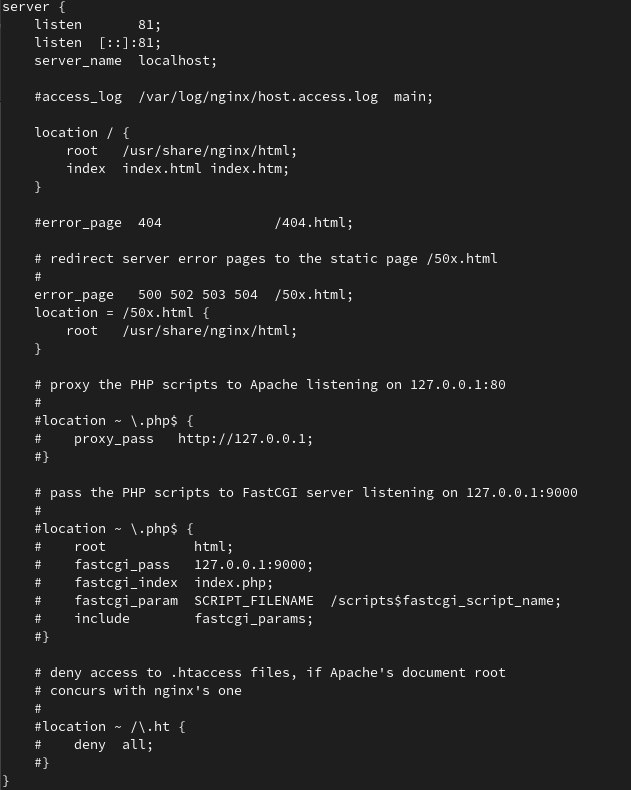 server {
    listen       81;
    listen  [::]:81;
    server_name  localhost;

    #access_log  /var/log/nginx/host.access.log  main;

    location / {
        root   /usr/share/nginx/html;
        index  index.html index.htm;
    }

    #error_page  404              /404.html;

    # redirect server error pages to the static page /50x.html
    #
    error_page   500 502 503 504  /50x.html;
    location = /50x.html {
        root   /usr/share/nginx/html;
    }

    # proxy the PHP scripts to Apache listening on 127.0.0.1:80
    #
    #location ~ \.php$ {
    #    proxy_pass   http://127.0.0.1;
    #}

    # pass the PHP scripts to FastCGI server listening on 127.0.0.1:9000
    #
    #location ~ \.php$ {
    #    root           html;
    #    fastcgi_pass   127.0.0.1:9000;
    #    fastcgi_index  index.php;
    #    fastcgi_param  SCRIPT_FILENAME  /scripts$fastcgi_script_name;
    #    include        fastcgi_params;
    #}

    # deny access to .htaccess files, if Apache's document root
    # concurs with nginx's one
    #
    #location ~ /\.ht {
    #    deny  all;
    #}
}